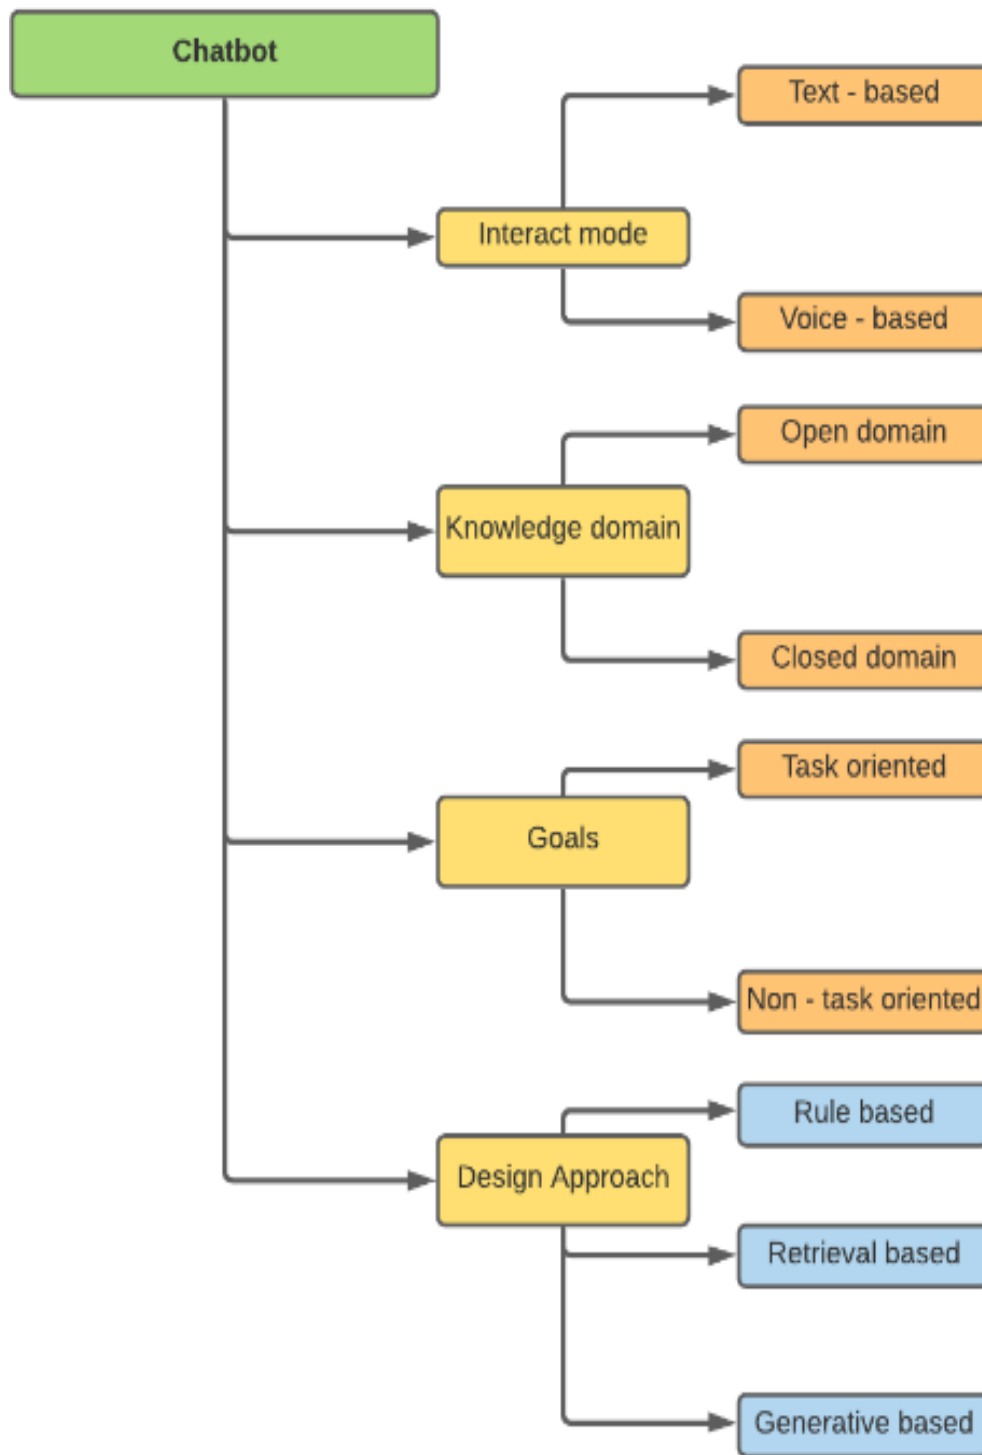 Chatbot
Text - based
Interact mode
Voice - based
Open domain
Knowledge domain
Closed domain
Task oriented
Goals
Non - task oriented
Rule based
Design Approach
Retrieval based
Generative based